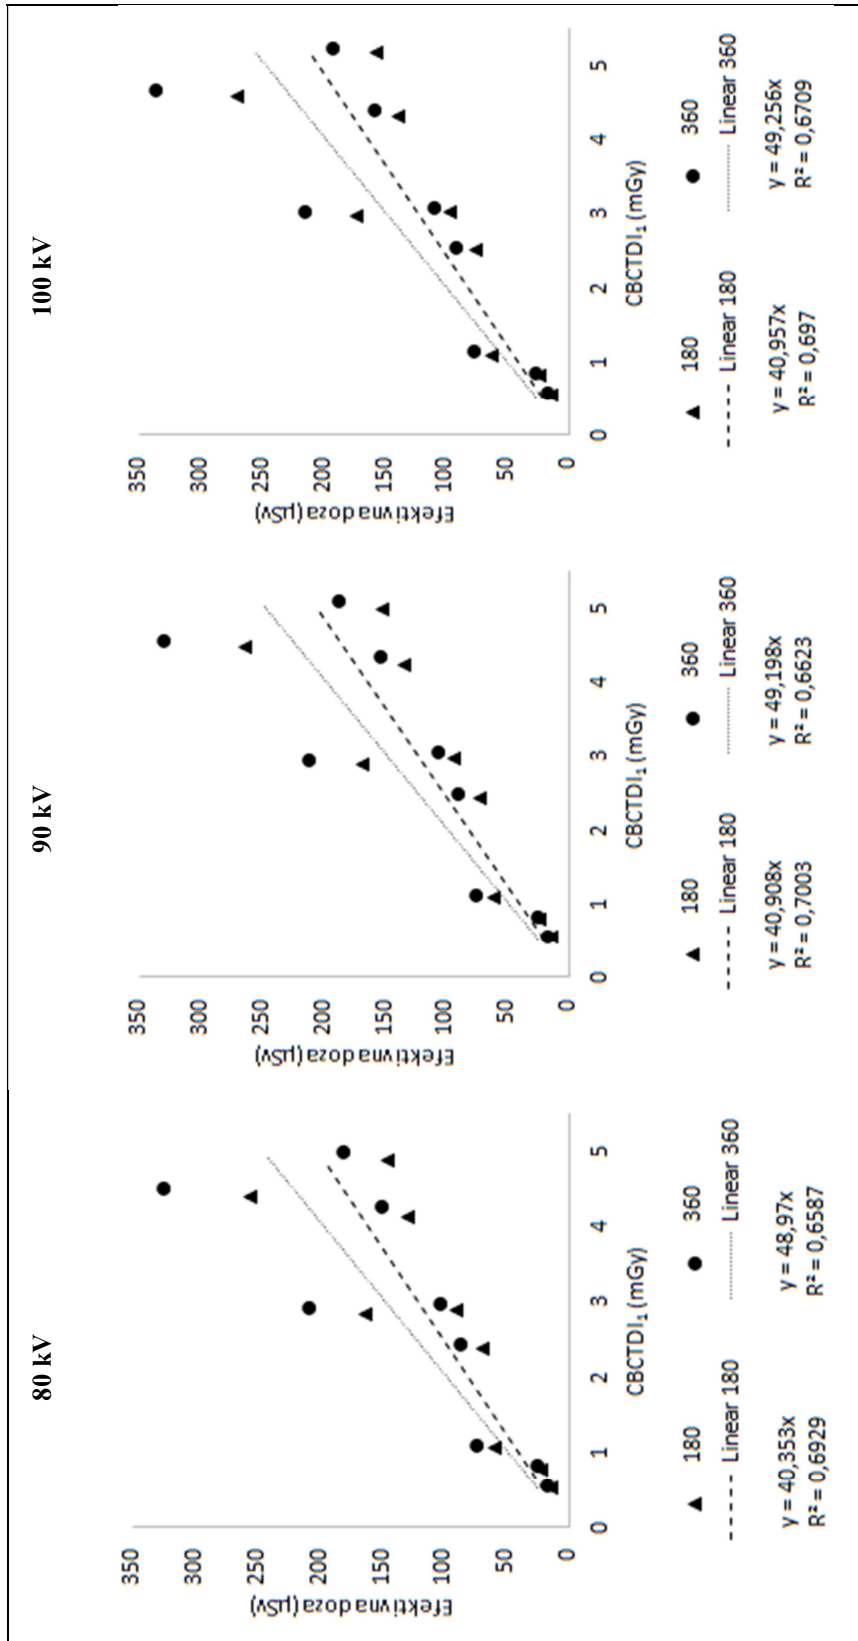 80 kV
Efektivna doza (µSv)
350
300
250
200
150
100
50
0
0 1 2 3 4 5
CBCTDI₁ (mGy)
180 360
Linear 180 Linear 360
y = 40,353x y = 48,97x
R² = 0,6929 R² = 0,6587
90 kV
Efektivna doza (µSv)
350
300
250
200
150
100
50
0
0 1 2 3 4 5
CBCTDI₁ (mGy)
180 360
Linear 180 Linear 360
y = 40,908x y = 49,198x
R² = 0,7003 R² = 0,6623
100 kV
Efektivna doza (µSv)
350
300
250
200
150
100
50
0
0 1 2 3 4 5
CBCTDI₁ (mGy)
180 360
Linear 180 Linear 360
y = 40,957x y = 49,256x
R² = 0,697 R² = 0,6709